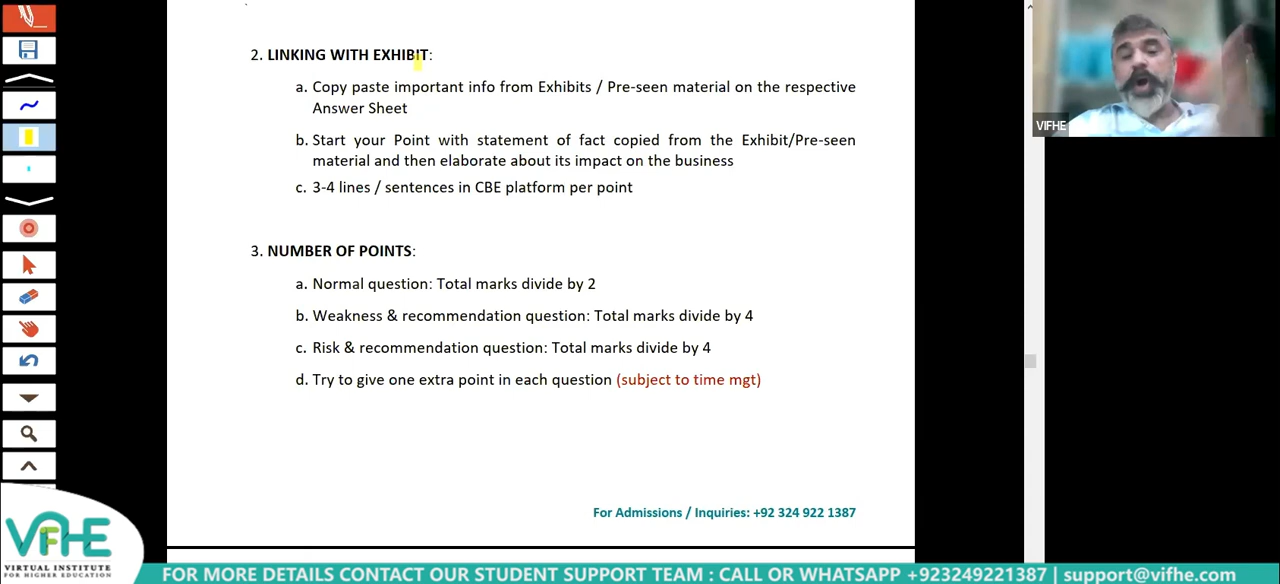 2. LINKING WITH EXHIBIT:
a. Copy paste important info from Exhibits / Pre-seen material on the respective
Answer Sheet
b. Start your Point with statement of fact copied from the Exhibit/Pre-seen
material and then elaborate about its impact on the business
c. 3-4 lines / sentences in CBE platform per point
3. NUMBER OF POINTS:
a. Normal question: Total marks divide by 2
b. Weakness & recommendation question: Total marks divide by 4
c. Risk & recommendation question: Total marks divide by 4
d. Try to give one extra point in each question (subject to time mgt)
For Admissions / Inquiries: +92 324 922 1387
VIFHE
VIFHE
VIRTUAL INSTITUTE
FOR HIGHER EDUCATION
FOR MORE DETAILS CONTACT OUR STUDENT SUPPORT TEAM : CALL OR WHATSAPP +923249221387 | support@vifhe.com